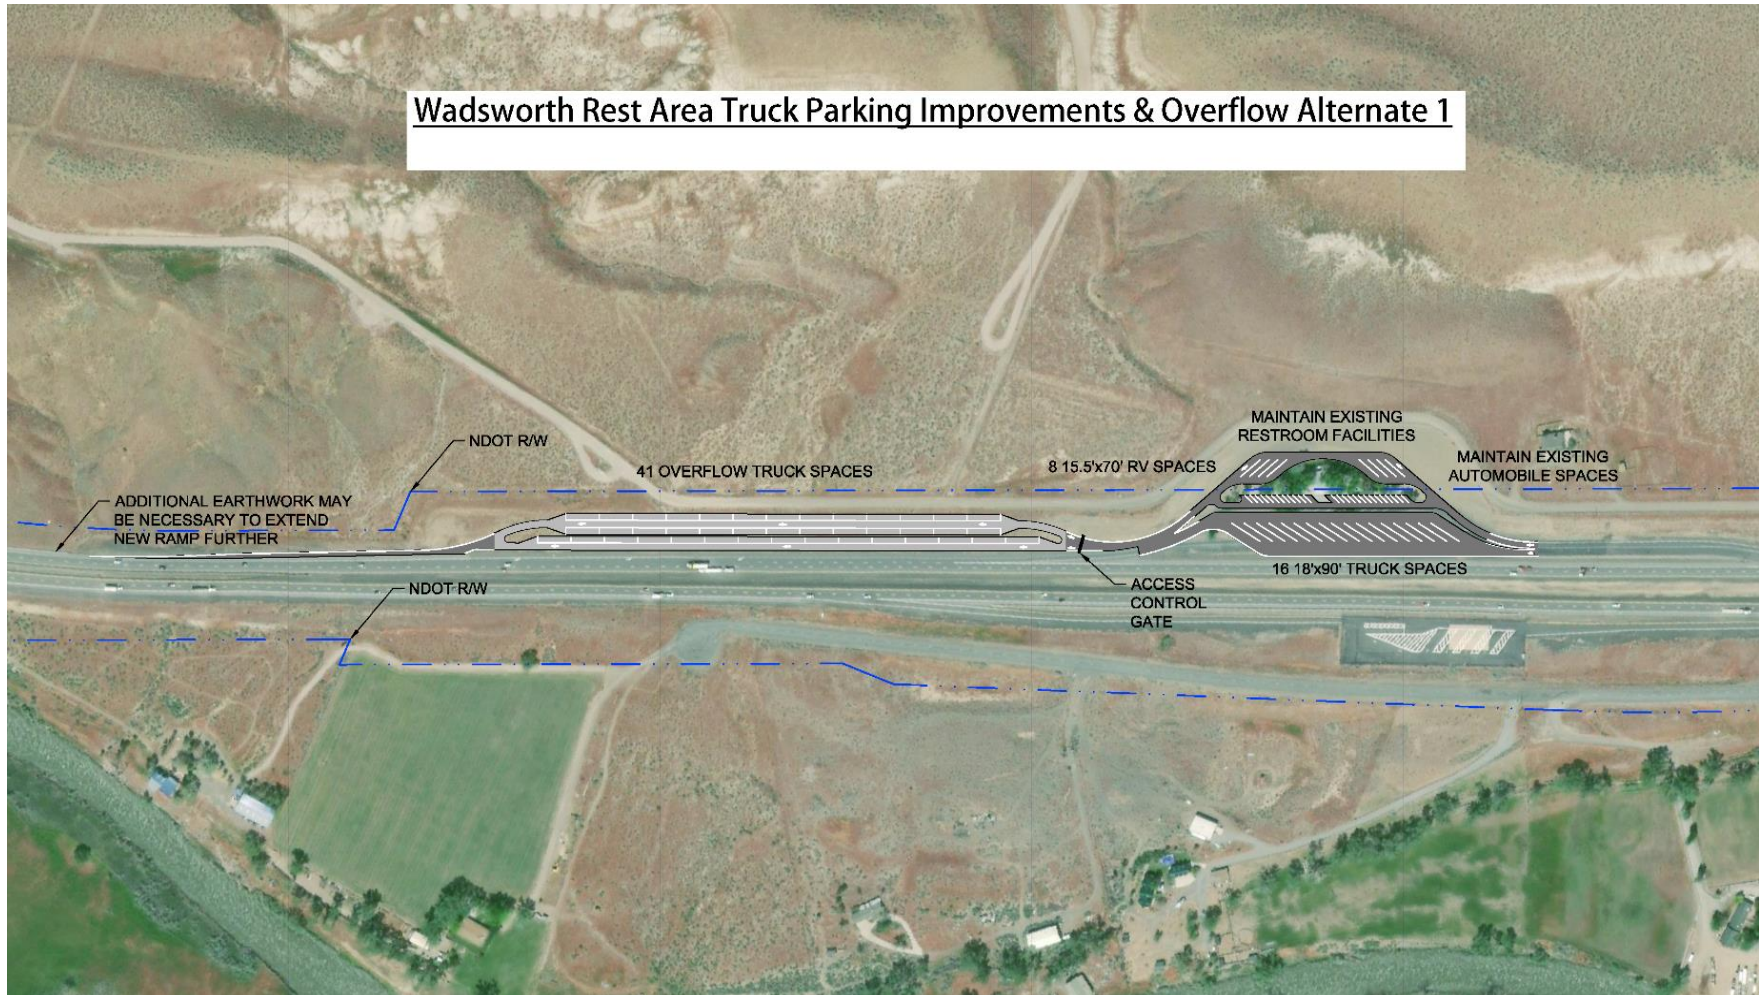 Wadsworth Rest Area Truck Parking Improvements & Overflow Alternate 1
MAINTAIN EXISTING
RESTROOM FACILITIES
NDOT R/W
41 OVERFLOW TRUCK SPACES
8 15.5'x70' RV SPACES
MAINTAIN EXISTING
AUTOMOBILE SPACES
ADDITIONAL EARTHWORK MAY
BE NECESSARY TO EXTEND
NEW RAMP FURTHER
16 18'x90' TRUCK SPACES
NDOT R/W
ACCESS
CONTROL
GATE